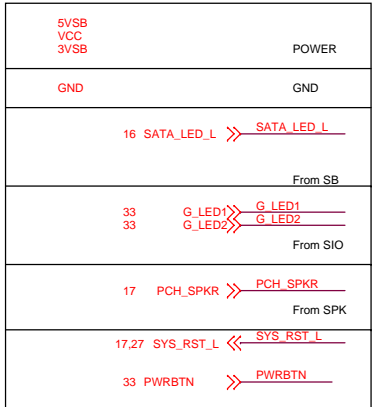 5VSB
VCC
3VSB POWER
GND GND
16 SATA_LED_L SATA_LED_L
From SB
33 G_LED1 G_LED1
33 G_LED2 G_LED2
From SIO
17 PCH_SPKR PCH_SPKR
From SPK
17,27 SYS_RST_L SYS_RST_L
33 PWRBTN PWRBTN